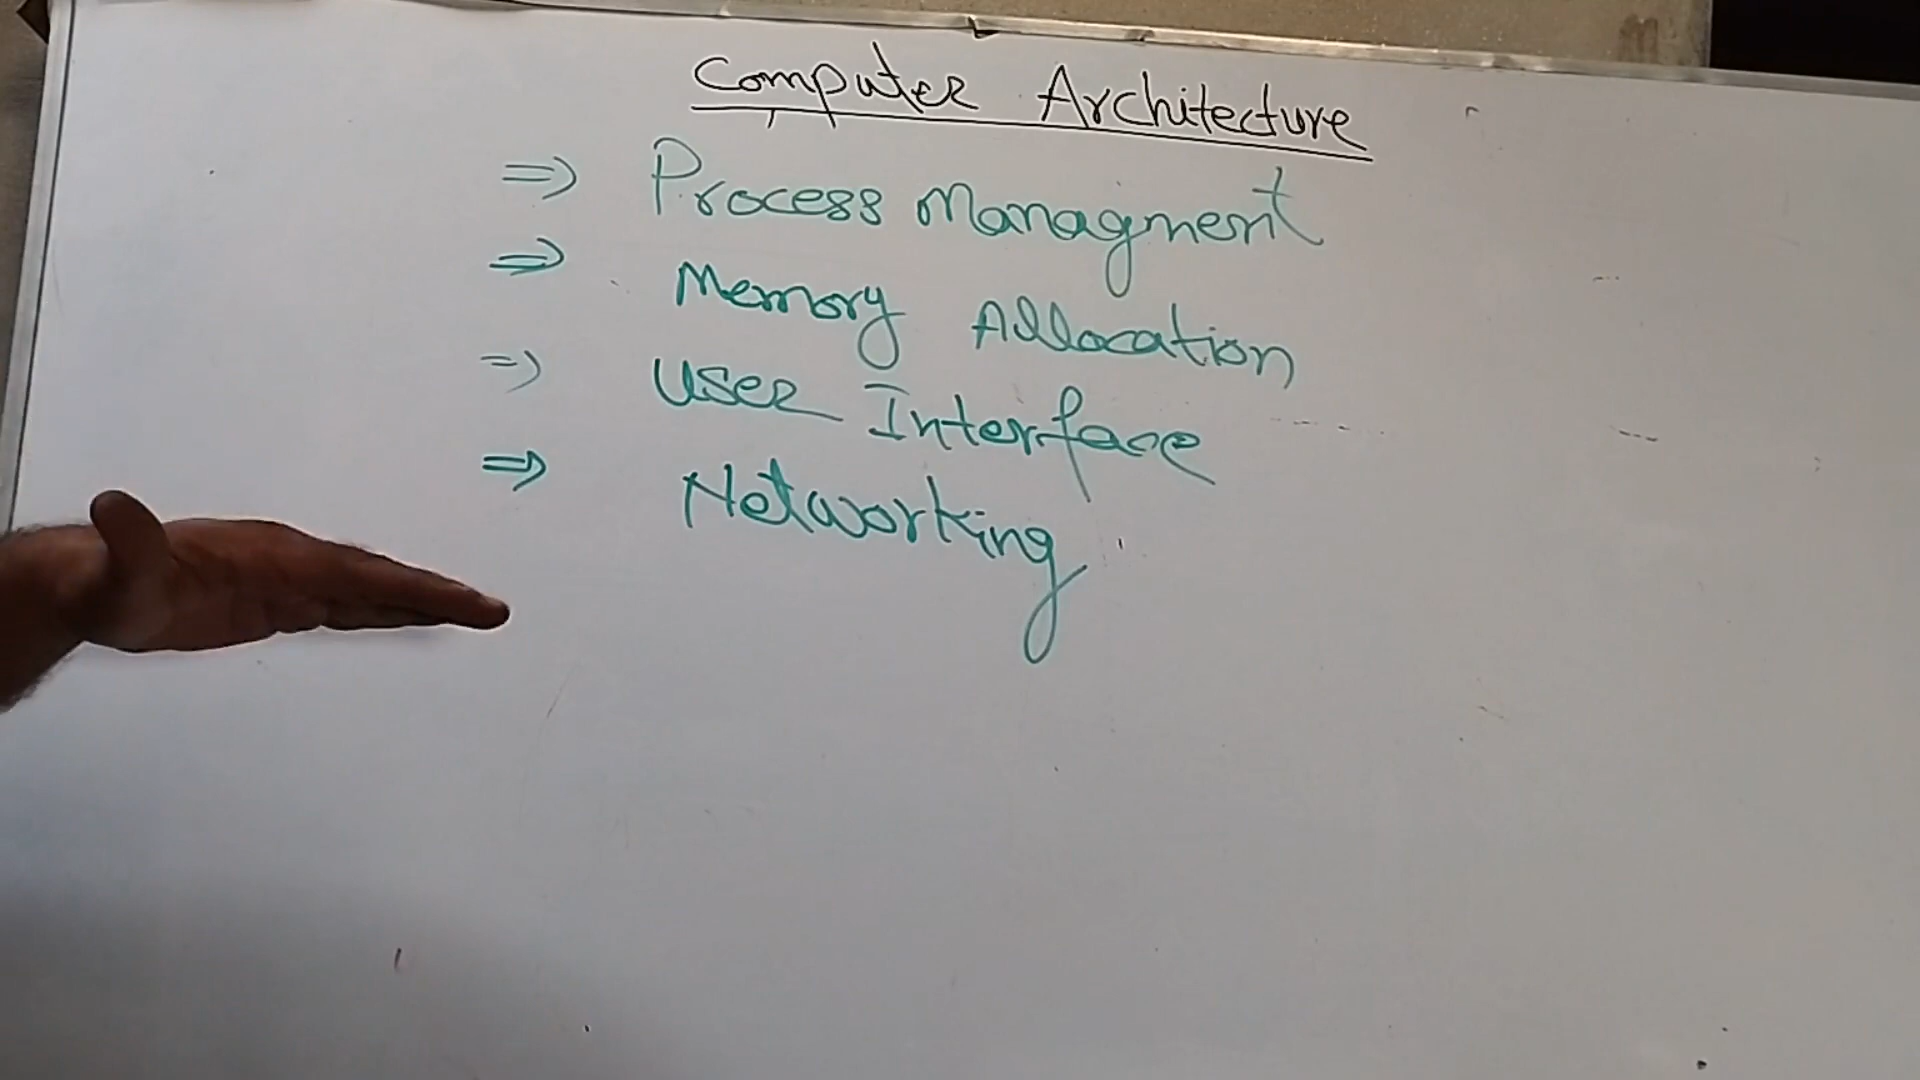 Computer Architecture
⇒ Process Managment
⇒ Memory Allocation
⇒ User Interface
⇒ Networking